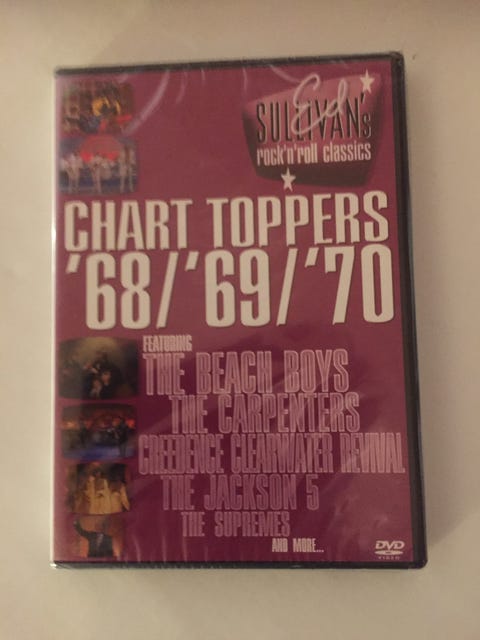 Ed
SULLIVAN's
rock'n'roll classics
CHART TOPPERS
'68/'69/'70
FEATURING
THE BEACH BOYS
THE CARPENTERS
CREEDENCE CLEARWATER REVIVAL
THE JACKSON 5
THE SUPREMES
AND MORE...
DVD
VIDEO